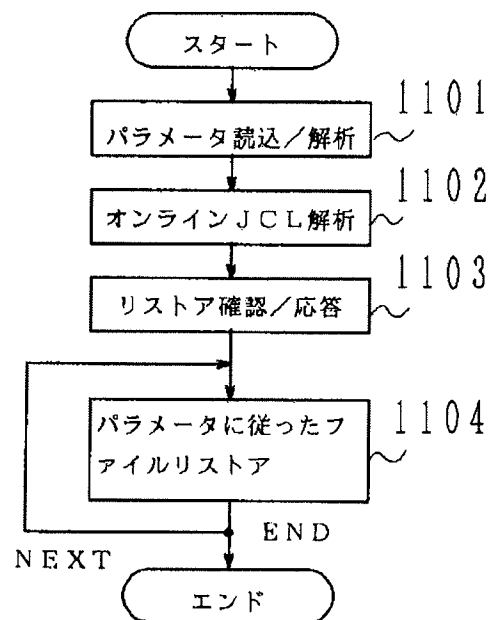 スタート
1101
パラメータ読込／解析
1102
オンラインＪＣＬ解析
1103
リストア確認／応答
1104
パラメータに従ったフ
ァイルリストア
END
NEXT
エンド